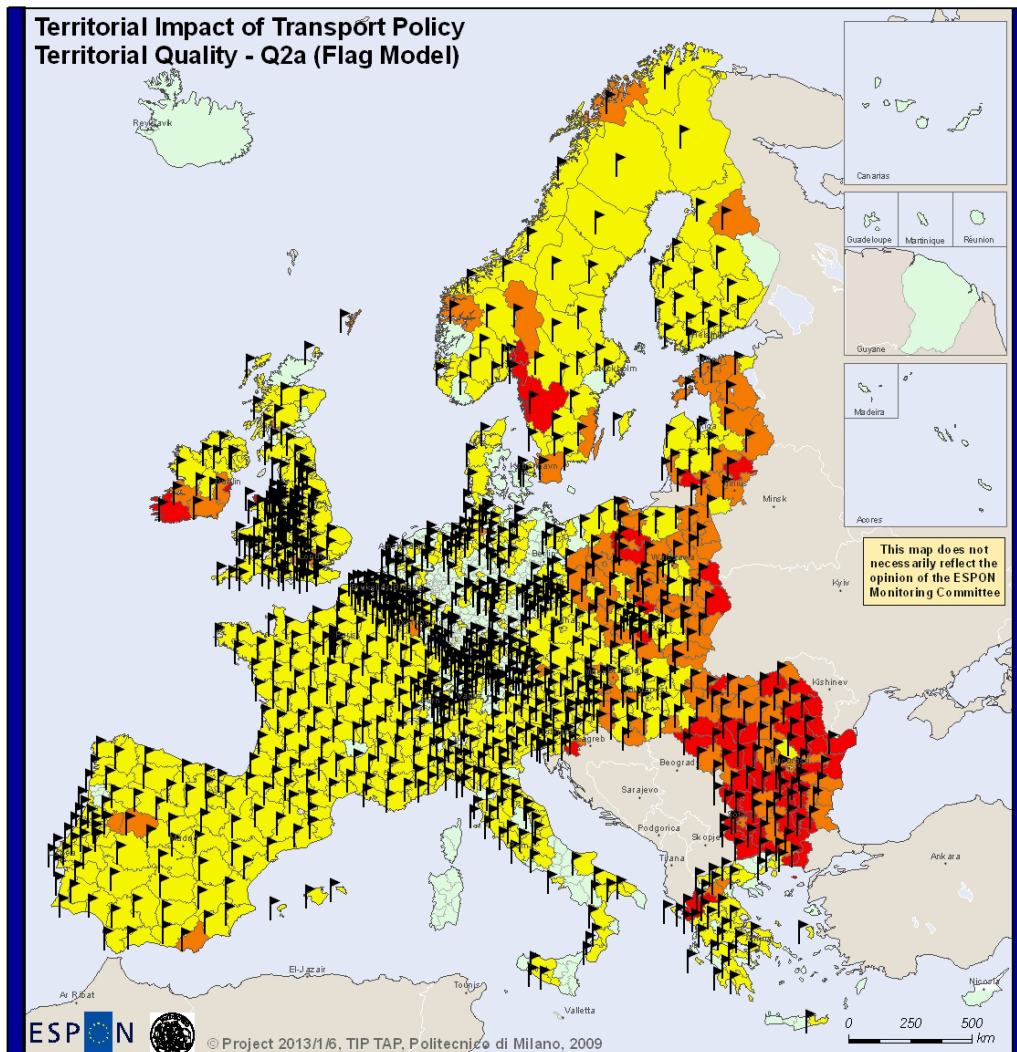 Territorial Impact of Transport Policy
Territorial Quality - Q2a (Flag Model)
Reykjavik
Canarias
Guadeloupe
Martinique
Réunion
Guyane
Madeira
Acores
This map does not
necessarily reflect the
opinion of the ESPON
Monitoring Committee
Minsk
Kyiv
Kishinev
Beograd
Sarajevo
Podgorica
Skopje
Tirana
Ankara
El-Jazair
Tounis
Ar Ribat
Valletta
ESPON
© Project 2013/1/6, TIP TAP, Politecnico di Milano, 2009
0 250 500
km